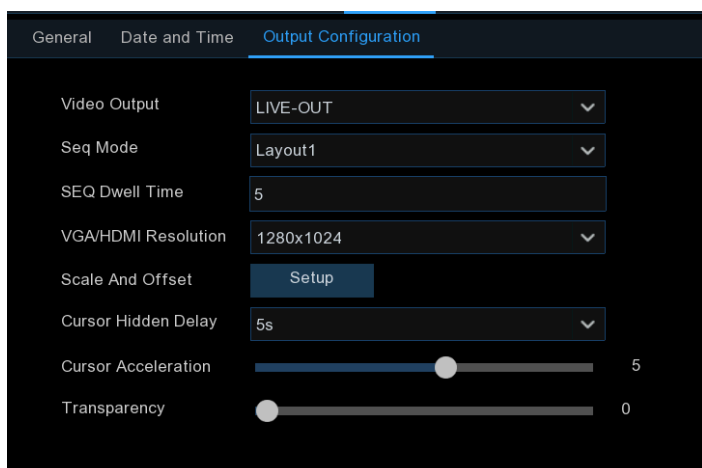 General Date and Time Output Configuration
Video Output LIVE-OUT
Seq Mode Layout1
SEQ Dwell Time 5
VGA/HDMI Resolution 1280x1024
Scale And Offset Setup
Cursor Hidden Delay 5s
Cursor Acceleration 5
Transparency 0